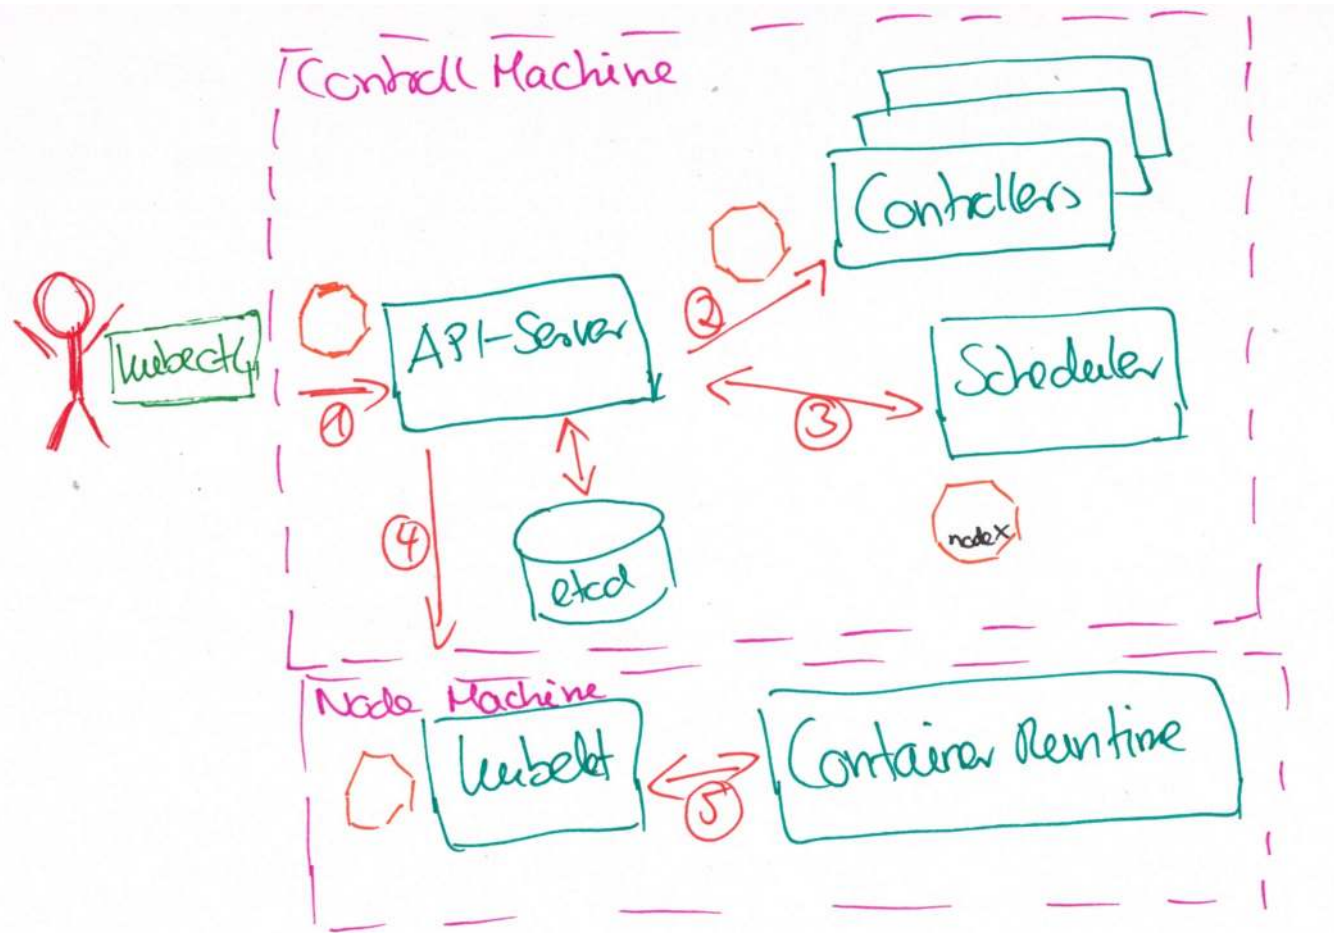 Controll Machine
Controllers
kubectl
API-Server
Scheduler
1
2
3
4
etcd
nodeX
Node Machine
kubelet
Container Runtime
5